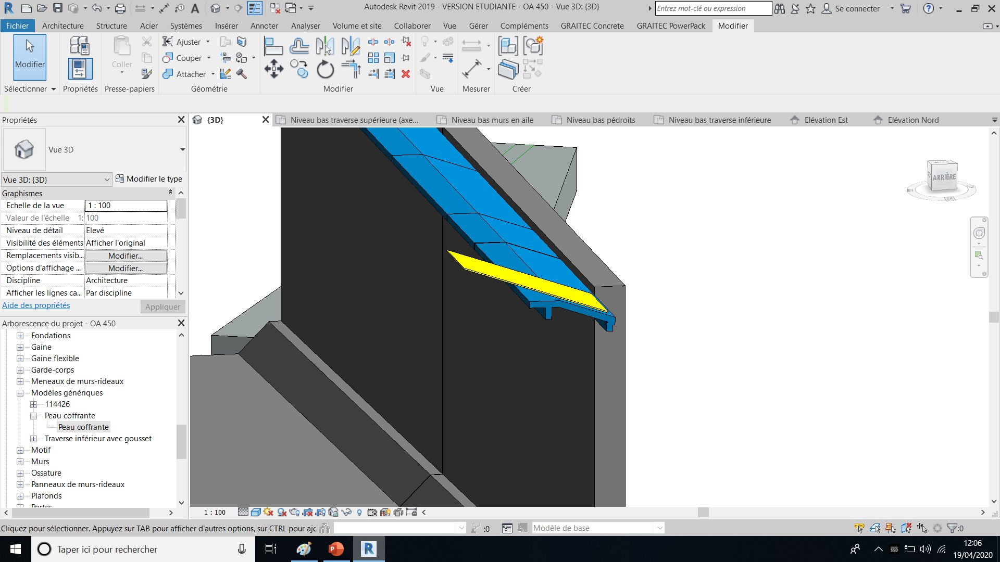 Autodesk Revit 2019 - VERSION ETUDIANTE - OA 450 - Vue 3D: {3D}
Entrez mot-clé ou expression
Se connecter
Fichier Architecture Structure Acier Systèmes Insérer Annoter Analyser Volume et site Collaborer Vue Gérer Compléments GRAITEC Concrete GRAITEC PowerPack Modifier
Modifier
Coller
Ajuster
Couper
Attacher
Sélectionner Propriétés Presse-papiers Géométrie Modifier Vue Mesurer Créer
Propriétés
{3D} Niveau bas traverse supérieure (axe... Niveau bas murs en aile Niveau bas pédroits Niveau bas traverse inférieure Elévation Est Elévation Nord
Vue 3D
Vue 3D: {3D} Modifier le type
Graphismes
Echelle de la vue 1 : 100
Valeur de l'échelle 1: 100
Niveau de détail Elevé
Visibilité des éléments Afficher l'original
Remplacements visib... Modifier...
Options d'affichage ... Modifier...
Discipline Architecture
Afficher les lignes ca... Par discipline
Aide des propriétés Appliquer
Arborescence du projet - OA 450
Fondations
Gaine
Gaine flexible
Garde-corps
Meneaux de murs-rideaux
Modèles génériques
114426
Peau coffrante
Peau coffrante
Traverse inférieur avec gousset
Motif
Murs
Ossature
Panneaux de murs-rideaux
Plafonds
Portes
ARRIÈRE
1 : 100
Cliquez pour sélectionner. Appuyez sur TAB pour afficher d'autres options, sur CTRL pour ajo
:0
Modèle de base
:0
Taper ici pour rechercher
SSD
12:06
19/04/2020